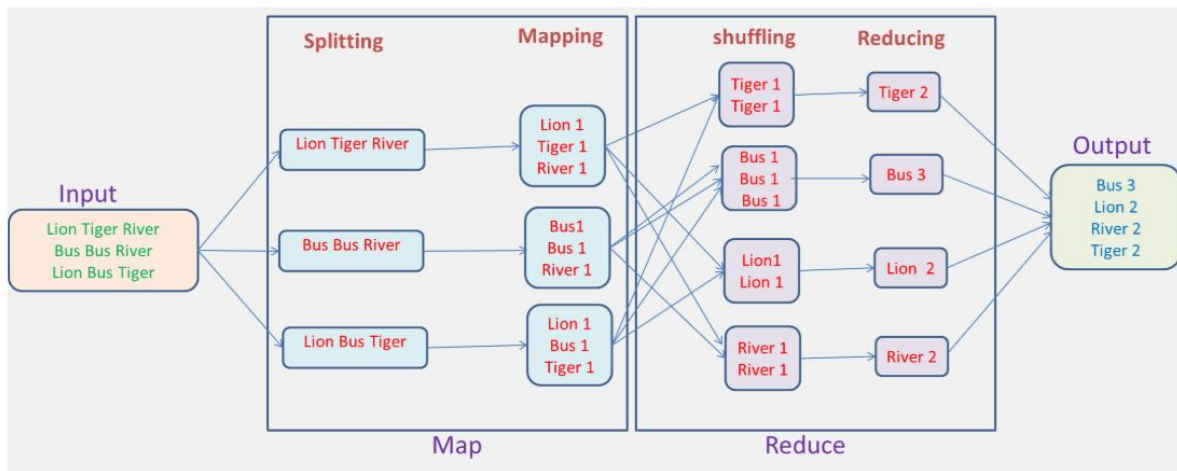 Splitting
Mapping
shuffling
Reducing
Input
Lion Tiger River
Bus Bus River
Lion Bus Tiger
Lion Tiger River
Bus Bus River
Lion Bus Tiger
Lion 1
Tiger 1
River 1
Bus1
Bus 1
River 1
Lion 1
Bus 1
Tiger 1
Tiger 1
Tiger 1
Bus 1
Bus 1
Bus 1
Lion1
Lion 1
River 1
River 1
Tiger 2
Bus 3
Lion 2
River 2
Output
Bus 3
Lion 2
River 2
Tiger 2
Map
Reduce